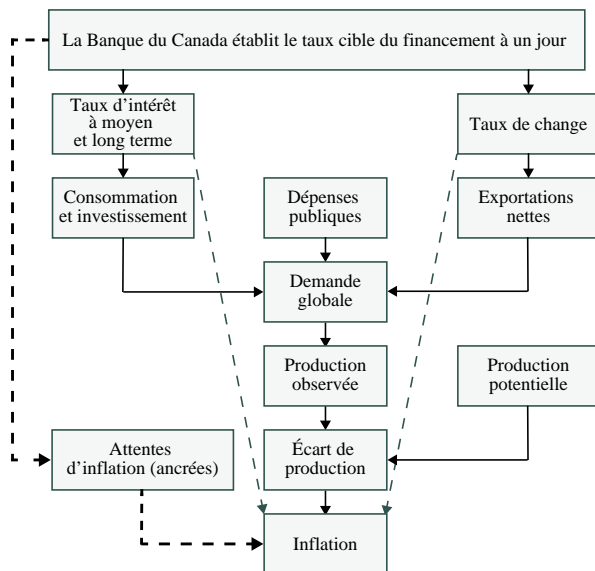 La Banque du Canada établit le taux cible du financement à un jour
Taux d'intérêt
à moyen
et long terme
Taux de change
Consommation
et investissement
Dépenses
publiques
Exportations
nettes
Demande
globale
Production
observée
Production
potentielle
Attentes
d'inflation (ancrées)
Écart de
production
Inflation